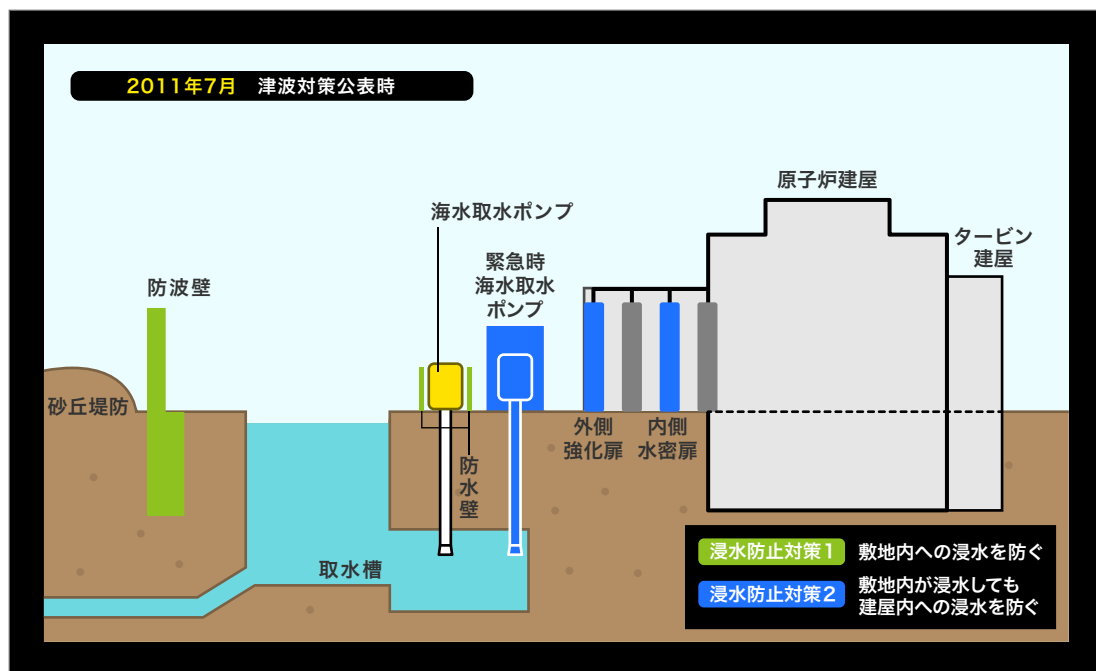 2011年7月 津波対策公表時
原子炉建屋
タービン
建屋
海水取水ポンプ
緊急時
海水取水
ポンプ
防波壁
砂丘堤防
外側
強化扉
内側
水密扉
防水壁
取水槽
浸水防止対策1 敷地内への浸水を防ぐ
浸水防止対策2 敷地内が浸水しても
建屋内への浸水を防ぐ